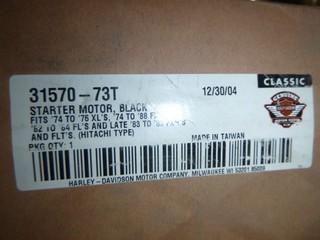 CLASSIC
31570-73T
12/30/04
STARTER MOTOR, BLACK
FITS '74 TO '76 XL'S, '74 TO '88 F
'82 TO '84 FL'S AND LATE '83 TO
AND FLT'S. (HITACHI TYPE)
MADE IN TAIWAN
PKG QTY: 1
HARLEY-DAVIDSON MOTOR COMPANY, MILWAUKEE WI 53201